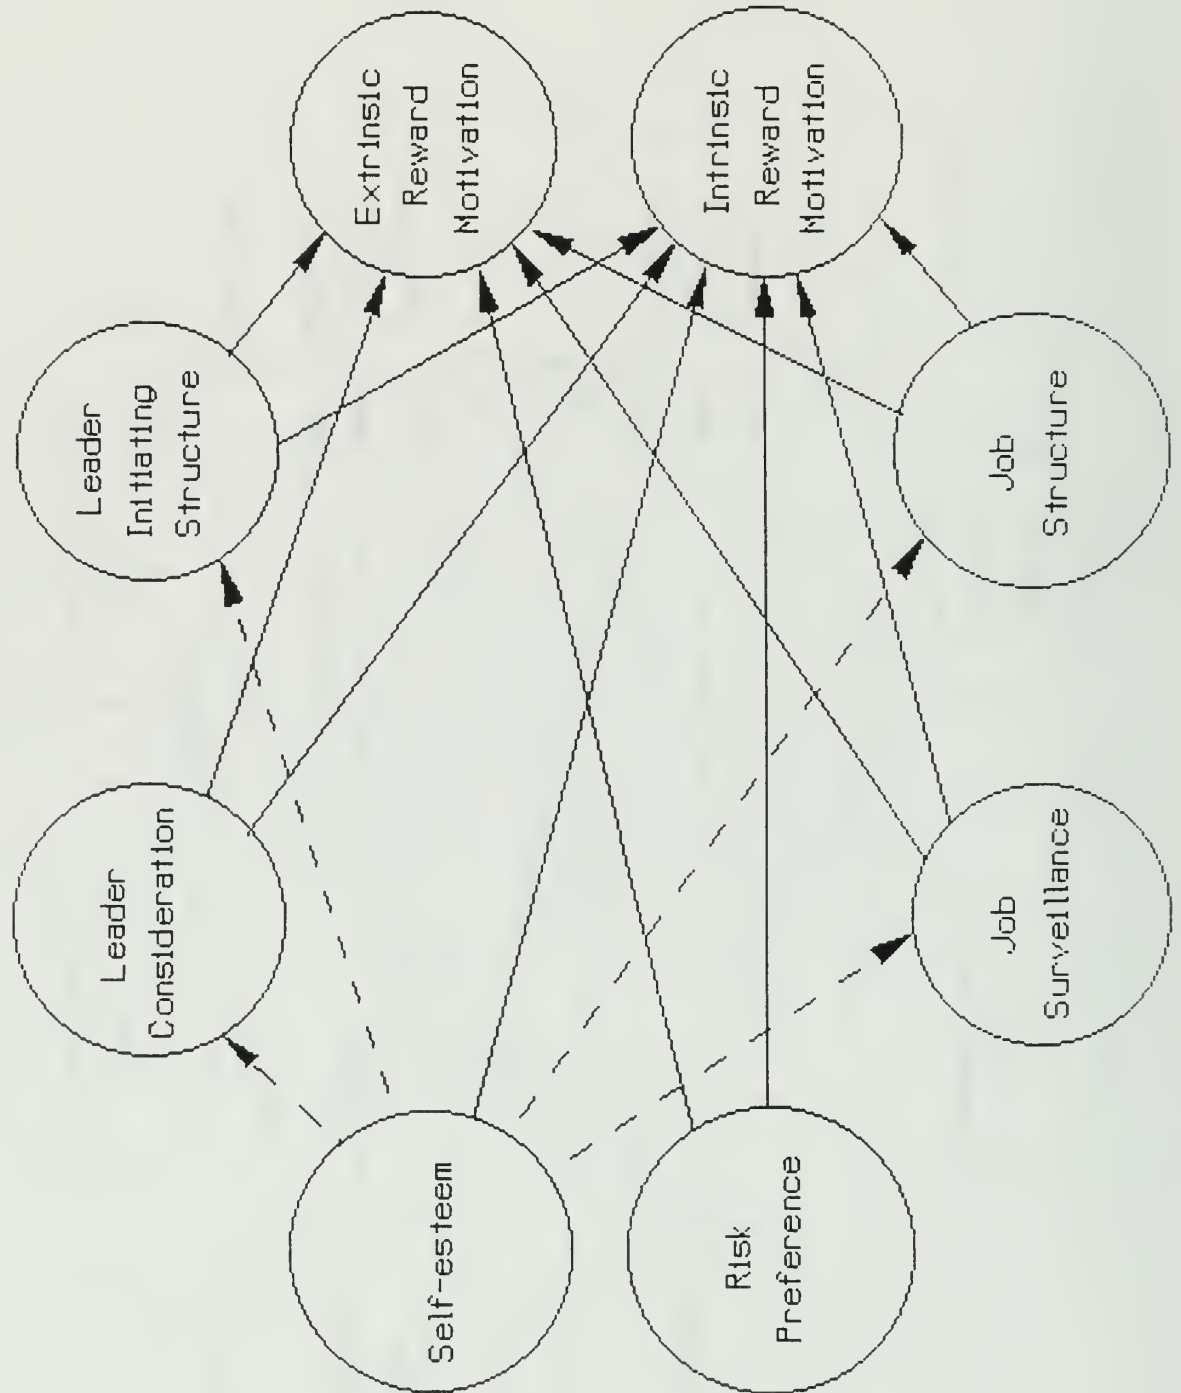 Leader
Consideration
Leader
Initiating
Structure
Self-esteem
Extrinsic
Reward
Motivation
Risk
Preference
Intrinsic
Reward
Motivation
Job
Surveillance
Job
Structure